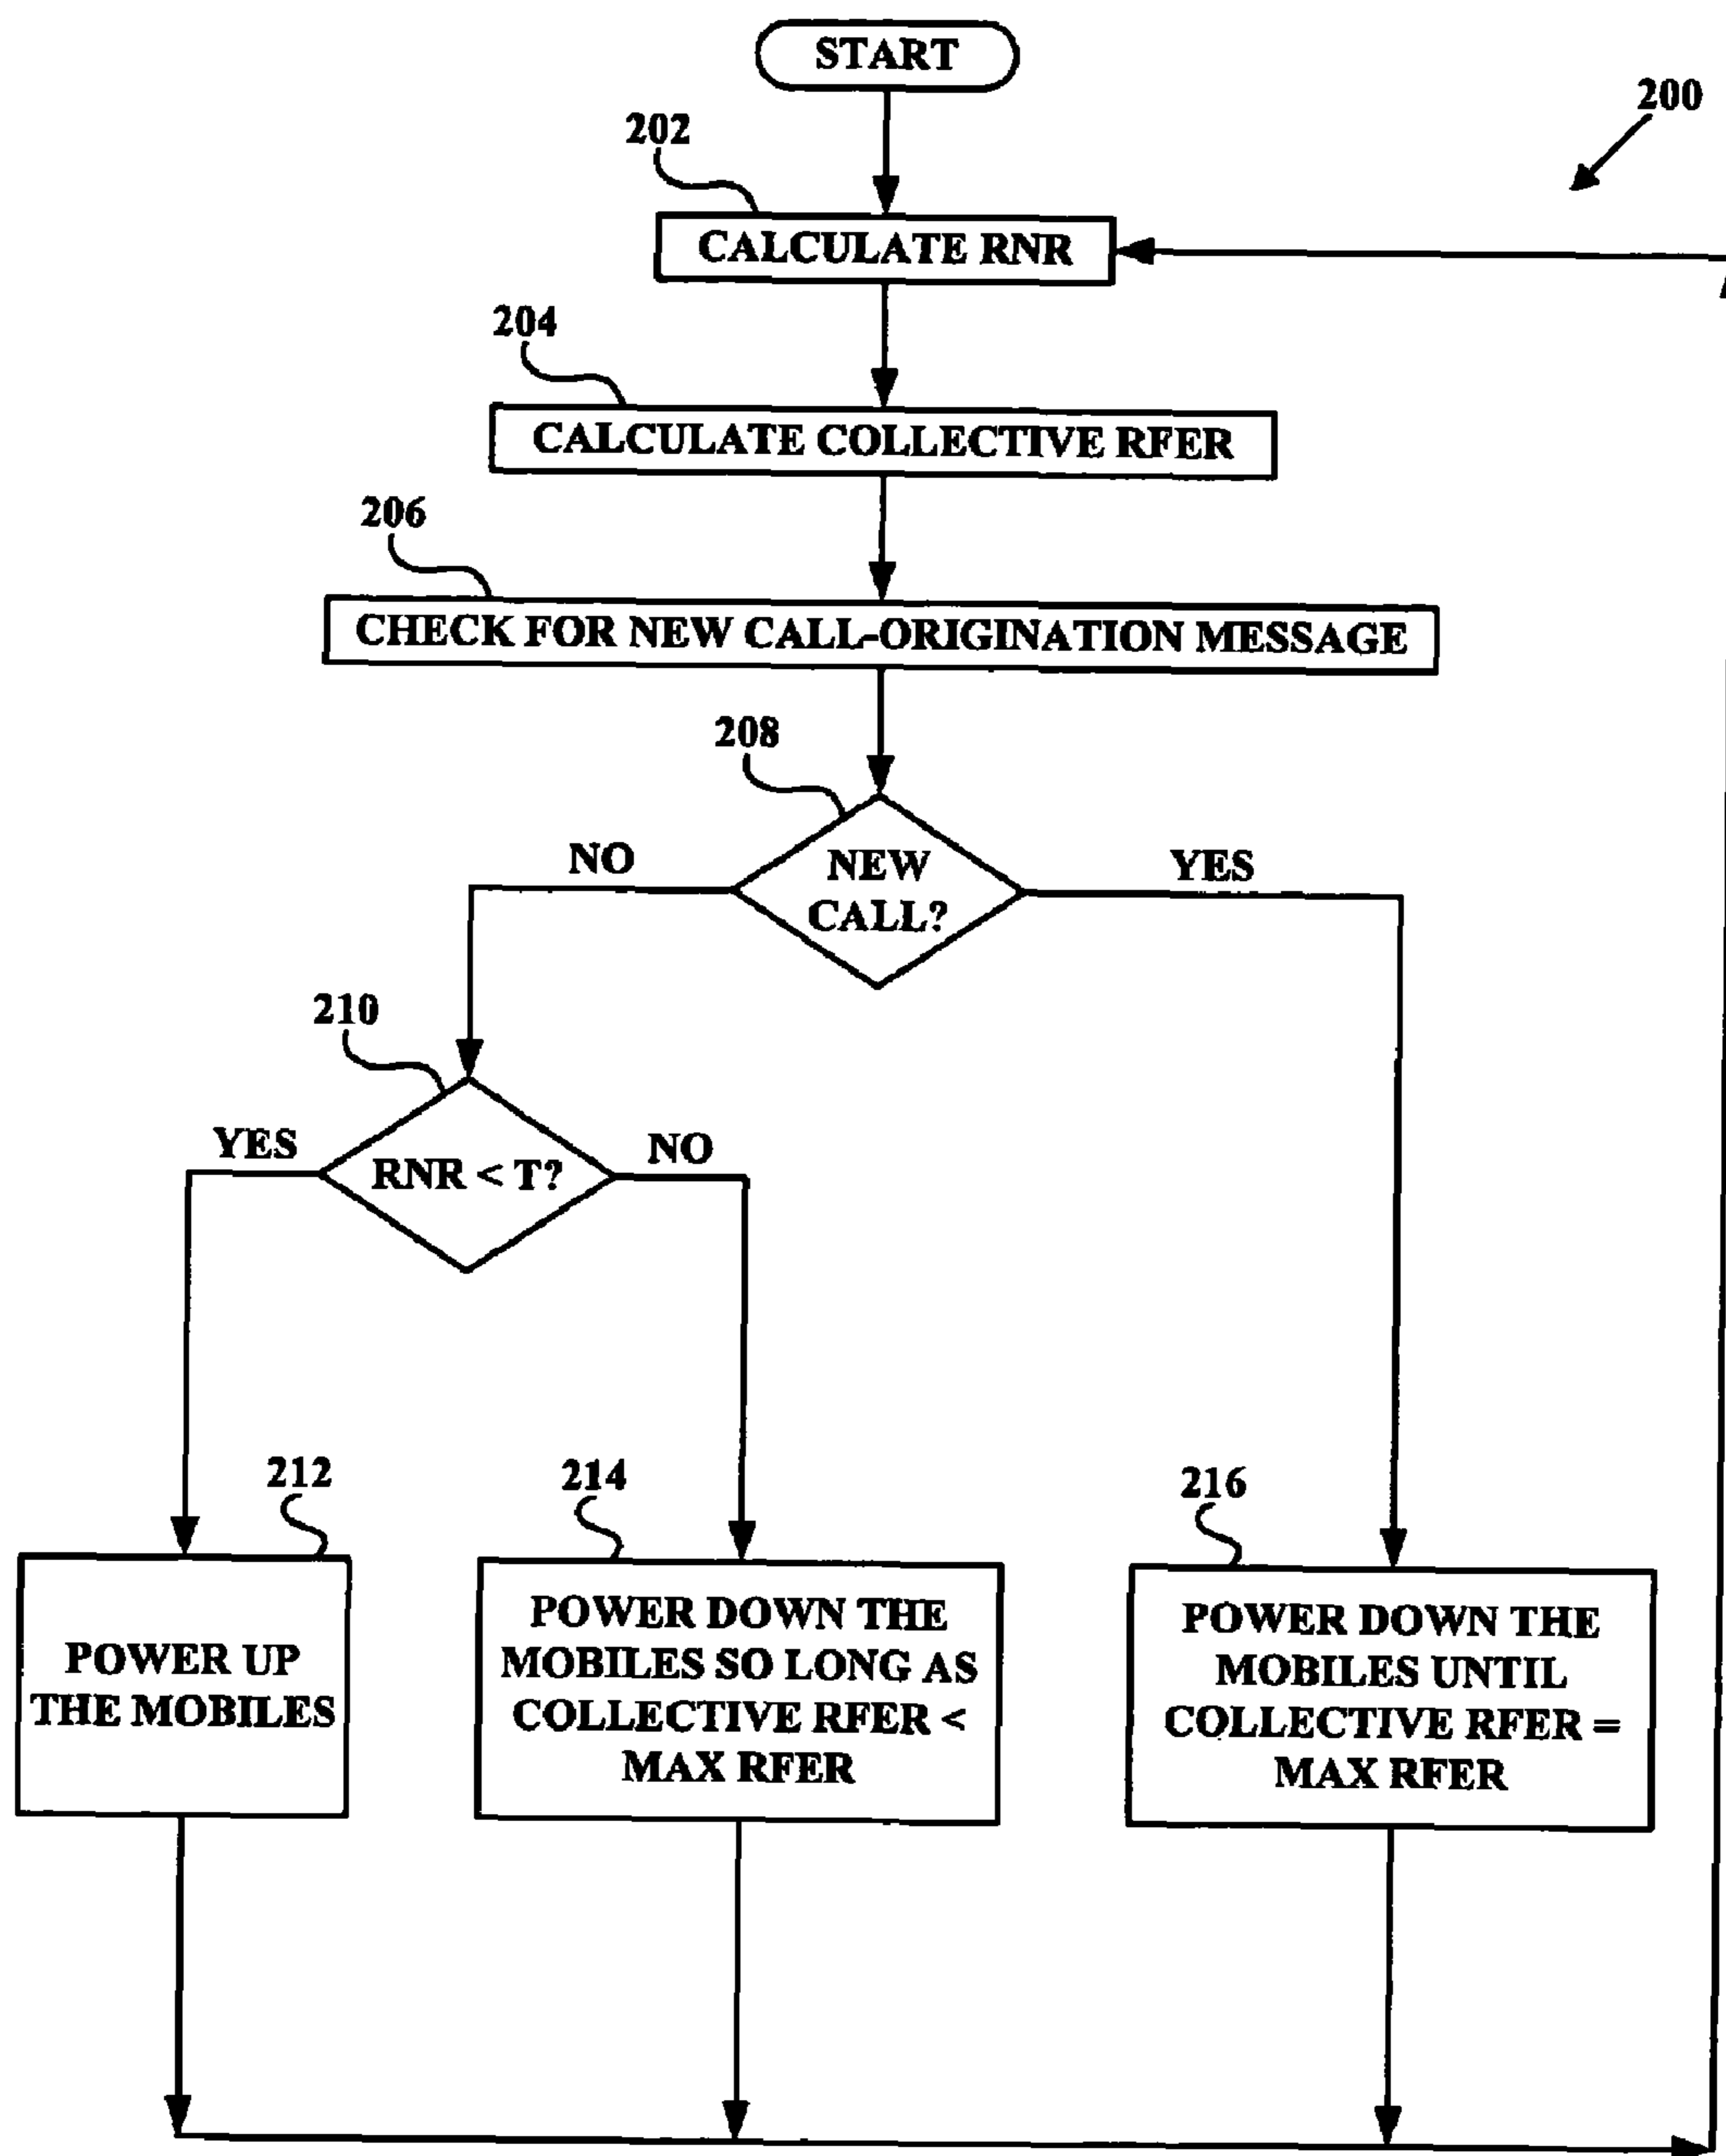 START
200
202
CALCULATE RNR
204
CALCULATE COLLECTIVE RFER
206
CHECK FOR NEW CALL-ORIGINATION MESSAGE
208
NO
NEW
CALL?
YES
210
YES
RNR < T?
NO
212
POWER UP
THE MOBILES
214
POWER DOWN THE
MOBILES SO LONG AS
COLLECTIVE RFER <
MAX RFER
216
POWER DOWN THE
MOBILES UNTIL
COLLECTIVE RFER =
MAX RFER